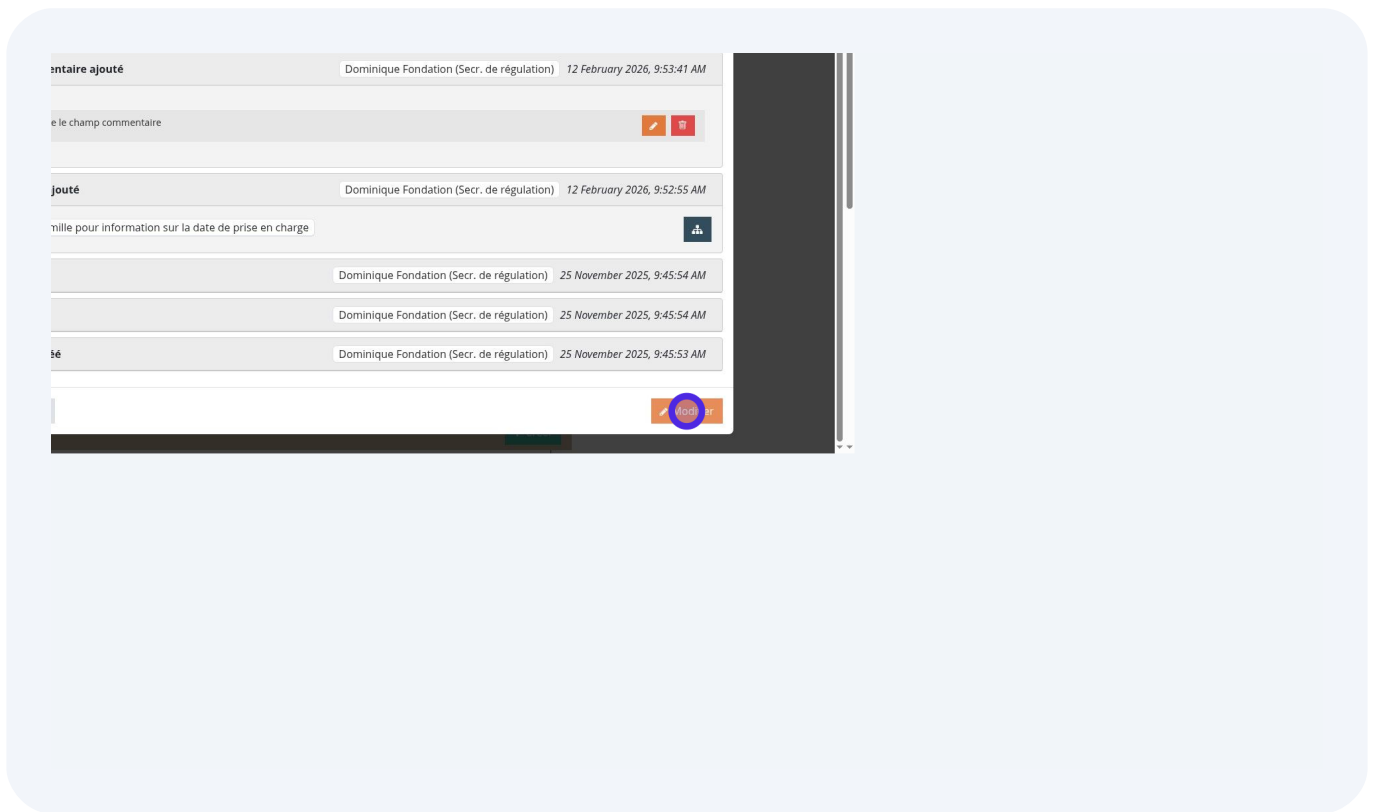 entaire ajouté Dominique Fondation (Secr. de régulation) 12 February 2026, 9:53:41 AM
e le champ commentaire
jouté Dominique Fondation (Secr. de régulation) 12 February 2026, 9:52:55 AM
mille pour information sur la date de prise en charge
Dominique Fondation (Secr. de régulation) 25 November 2025, 9:45:54 AM
Dominique Fondation (Secr. de régulation) 25 November 2025, 9:45:54 AM
éé Dominique Fondation (Secr. de régulation) 25 November 2025, 9:45:53 AM
Modifier